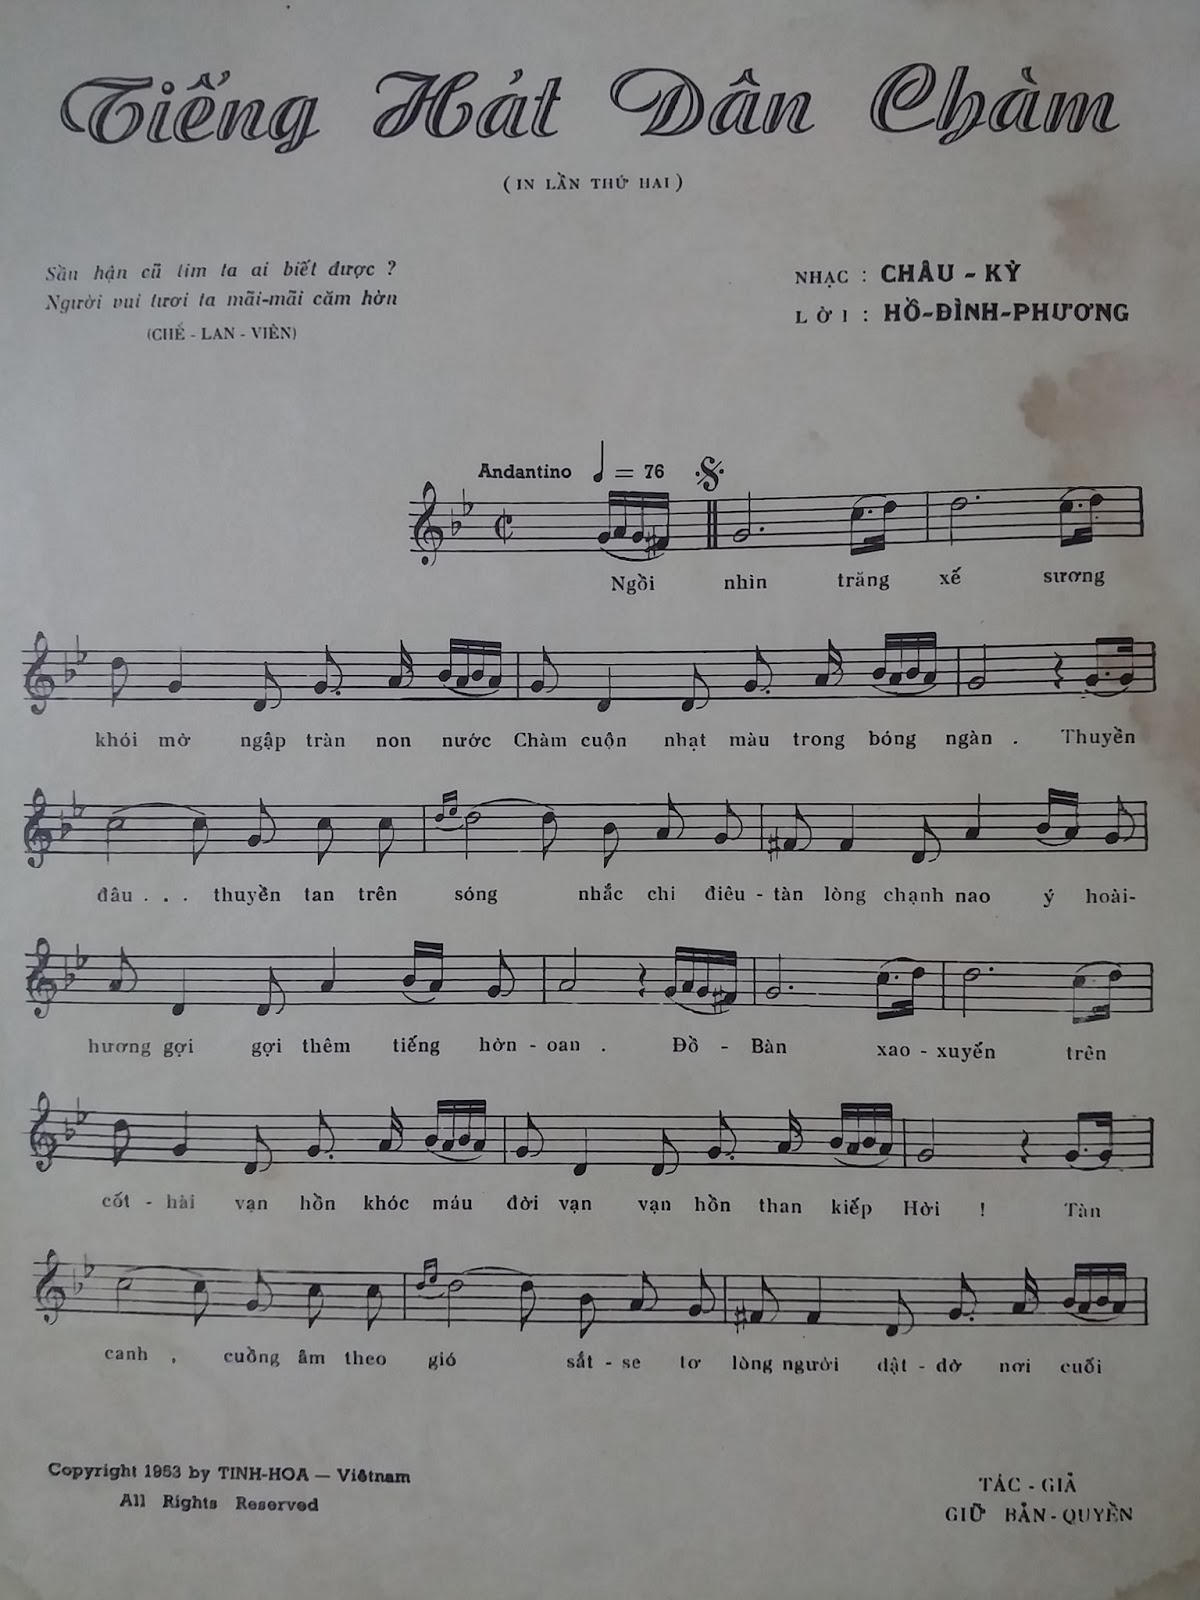 Tiếng Hát Dân Chàm
(IN LẦN THỨ HAI)
Sầu hận cũ tim ta ai biết được ?
Người vui tươi ta mãi-mãi căm hờn
(CHẾ - LAN - VIÊN)
NHẠC : CHÂU - KỲ
LỜI : HỒ-ĐÌNH-PHƯƠNG
Andantino ♩ = 76
Ngồi nhìn trăng xế sương
khói mờ ngập tràn non nước Chàm cuộn nhạt màu trong bóng ngàn . Thuyền
đâu . . . thuyền tan trên sóng nhắc chi điêu - tàn lòng chạnh nao ý hoài-
hương gợi gợi thêm tiếng hờn - oan . Đồ - Bàn xao - xuyến trên
cốt - hài vạn hồn khóc máu đời vạn vạn hồn than kiếp Hời ! Tàn
canh , cuồng âm theo gió sắt - se tơ lòng người dật - dờ nơi cuối
Copyright 1953 by TINH-HOA — Viêtnam
All Rights Reserved
TÁC - GIẢ
GIỮ BẢN - QUYỀN